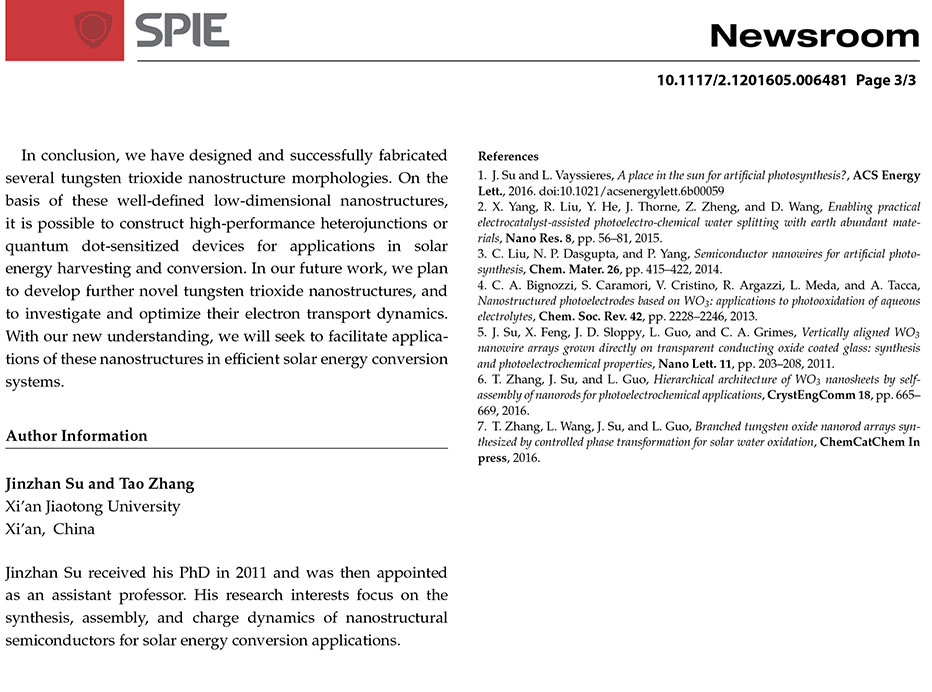 SPIE
Newsroom
10.1117/2.1201605.006481 Page 3/3
In conclusion, we have designed and successfully fabricated
several tungsten trioxide nanostructure morphologies. On the
basis of these well-defined low-dimensional nanostructures,
it is possible to construct high-performance heterojunctions or
quantum dot-sensitized devices for applications in solar
energy harvesting and conversion. In our future work, we plan
to develop further novel tungsten trioxide nanostructures, and
to investigate and optimize their electron transport dynamics.
With our new understanding, we will seek to facilitate applica-
tions of these nanostructures in efficient solar energy conversion
systems.
Author Information
Jinzhan Su and Tao Zhang
Xi’an Jiaotong University
Xi’an, China
Jinzhan Su received his PhD in 2011 and was then appointed
as an assistant professor. His research interests focus on the
synthesis, assembly, and charge dynamics of nanostructural
semiconductors for solar energy conversion applications.
References
1. J. Su and L. Vayssieres, A place in the sun for artificial photosynthesis?, ACS Energy
Lett., 2016. doi:10.1021/acsenergylett.6b00059
2. X. Yang, R. Liu, Y. He, J. Thorne, Z. Zheng, and D. Wang, Enabling practical
electrocatalyst-assisted photoelectro-chemical water splitting with earth abundant mate-
rials, Nano Res. 8, pp. 56–81, 2015.
3. C. Liu, N. P. Dasgupta, and P. Yang, Semiconductor nanowires for artificial photo-
synthesis, Chem. Mater. 26, pp. 415–422, 2014.
4. C. A. Bignozzi, S. Caramori, V. Cristino, R. Argazzi, L. Meda, and A. Tacca,
Nanostructured photoelectrodes based on WO₃: applications to photooxidation of aqueous
electrolytes, Chem. Soc. Rev. 42, pp. 2228–2246, 2013.
5. J. Su, X. Feng, J. D. Sloppy, L. Guo, and C. A. Grimes, Vertically aligned WO₃
nanowire arrays grown directly on transparent conducting oxide coated glass: synthesis
and photoelectrochemical properties, Nano Lett. 11, pp. 203–208, 2011.
6. T. Zhang, J. Su, and L. Guo, Hierarchical architecture of WO₃ nanosheets by self-
assembly of nanorods for photoelectrochemical applications, CrystEngComm 18, pp. 665–
669, 2016.
7. T. Zhang, L. Wang, J. Su, and L. Guo, Branched tungsten oxide nanorod arrays syn-
thesized by controlled phase transformation for solar water oxidation, ChemCatChem In
press, 2016.